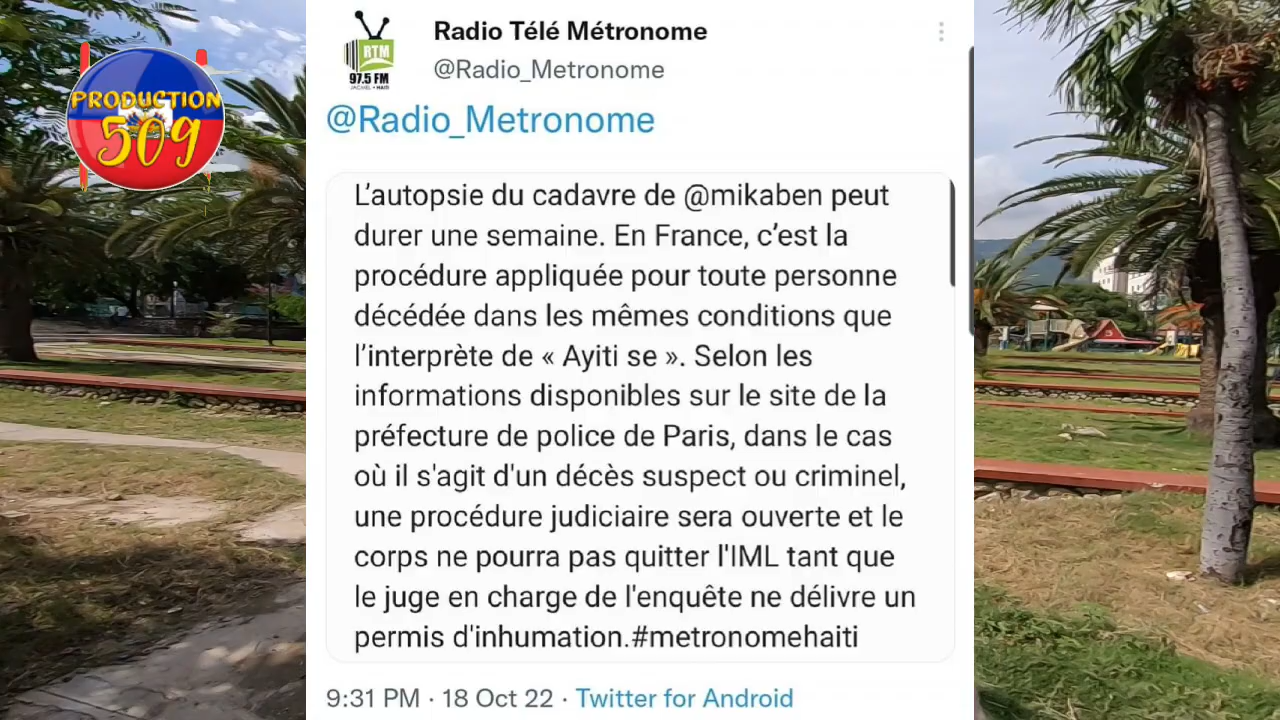 PRODUCTION
509
RTM
97.5 FM
JACMEL • HAITI
Radio Télé Métronome
@Radio_Metronome
@Radio_Metronome
L’autopsie du cadavre de @mikaben peut
durer une semaine. En France, c’est la
procédure appliquée pour toute personne
décédée dans les mêmes conditions que
l’interprète de « Ayiti se ». Selon les
informations disponibles sur le site de la
préfecture de police de Paris, dans le cas
où il s'agit d'un décès suspect ou criminel,
une procédure judiciaire sera ouverte et le
corps ne pourra pas quitter l'IML tant que
le juge en charge de l'enquête ne délivre un
permis d'inhumation.#metronomehaiti
9:31 PM · 18 Oct 22 · Twitter for Android